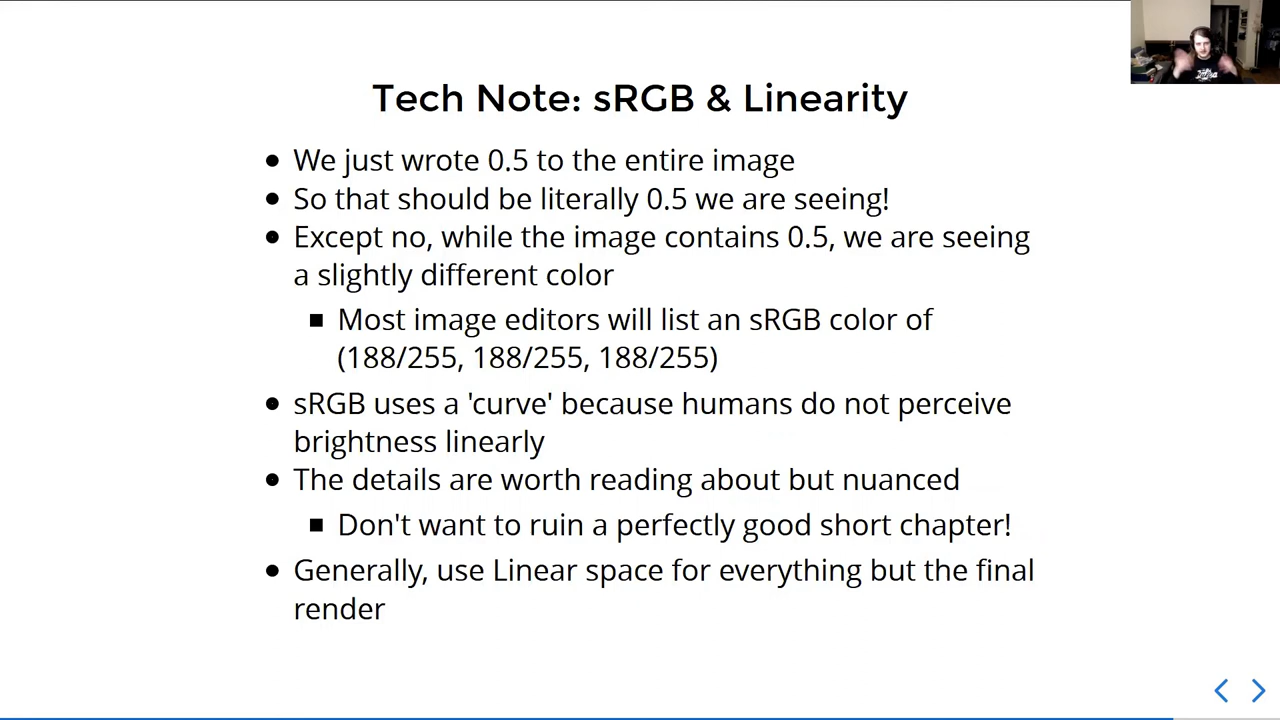 Tech Note: sRGB & Linearity
We just wrote 0.5 to the entire image
So that should be literally 0.5 we are seeing!
Except no, while the image contains 0.5, we are seeing
a slightly different color
Most image editors will list an sRGB color of
(188/255, 188/255, 188/255)
sRGB uses a 'curve' because humans do not perceive
brightness linearly
The details are worth reading about but nuanced
Don't want to ruin a perfectly good short chapter!
Generally, use Linear space for everything but the final
render